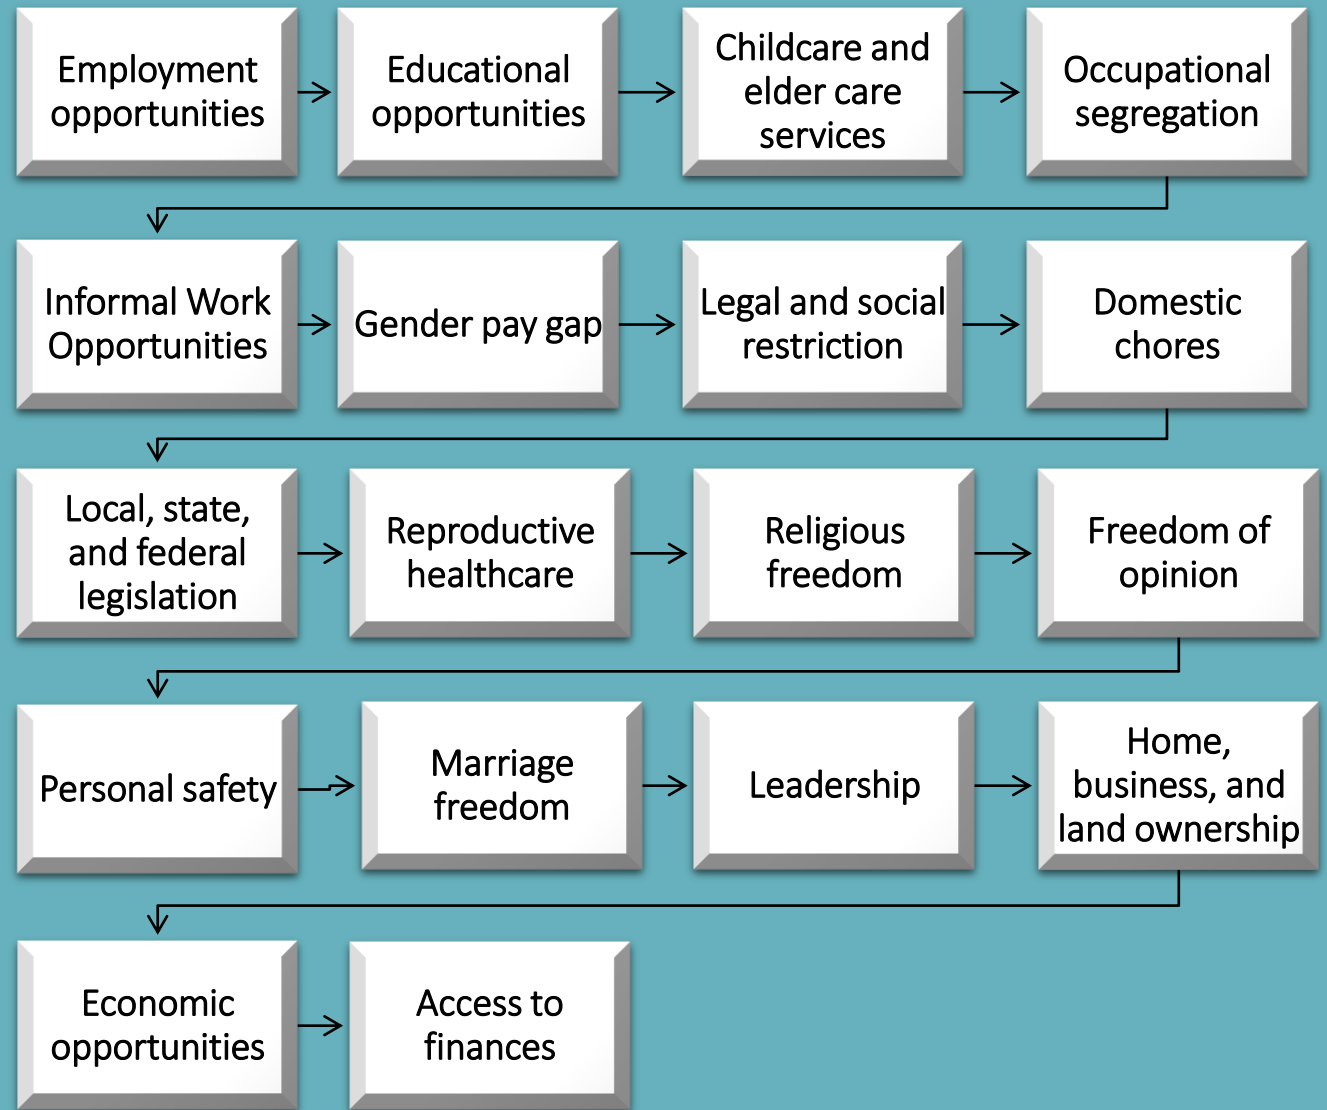 Employment
opportunities
Educational
opportunities
Childcare and
elder care
services
Occupational
segregation
Informal Work
Opportunities
Gender pay gap
Legal and social
restriction
Domestic
chores
Local, state,
and federal
legislation
Reproductive
healthcare
Religious
freedom
Freedom of
opinion
Personal safety
Marriage
freedom
Leadership
Home,
business, and
land ownership
Economic
opportunities
Access to
finances